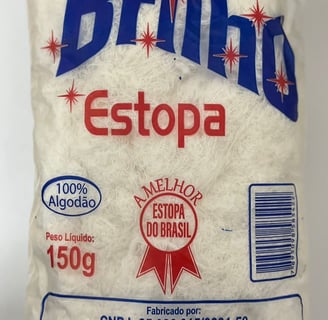 Brilho
Estopa
100%
Algodão
A MELHOR
ESTOPA
DO BRASIL
Peso Líquido:
150g
Fabricado por: